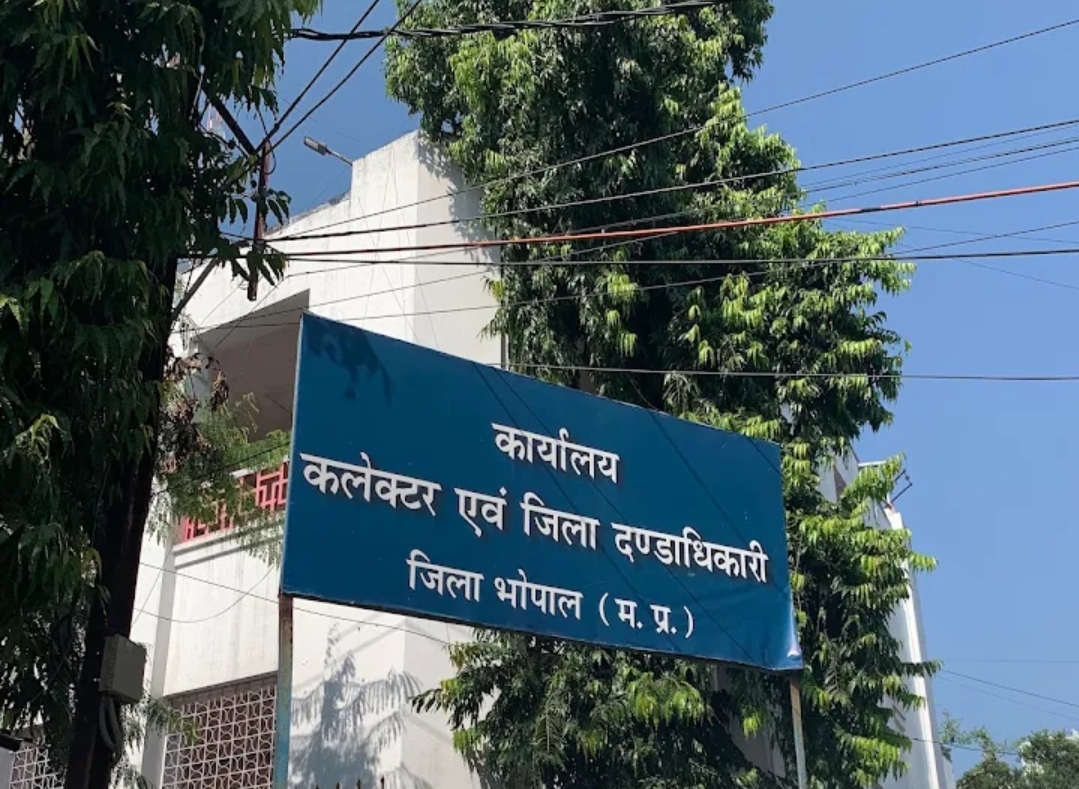 कार्यालय
कलेक्टर एवं जिला दण्डाधिकारी
जिला भोपाल (म. प्र.)